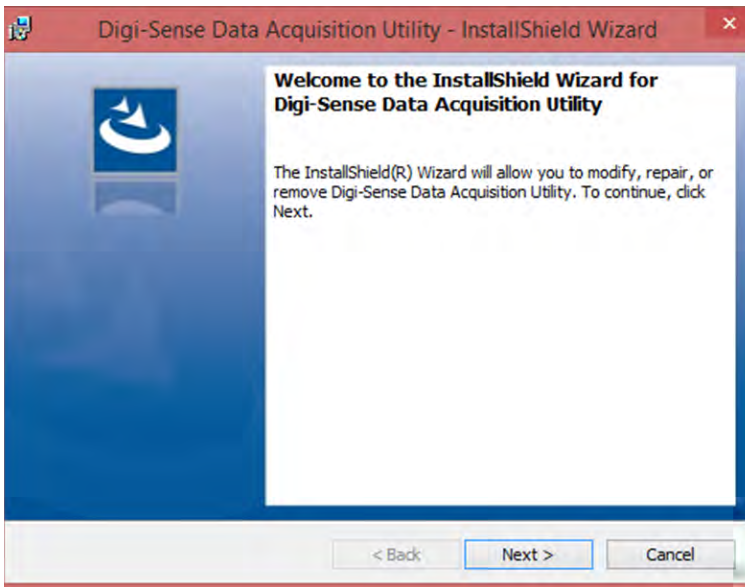 Digi-Sense Data Acquisition Utility - InstallShield Wizard
Welcome to the InstallShield Wizard for
Digi-Sense Data Acquisition Utility
The InstallShield(R) Wizard will allow you to modify, repair, or
remove Digi-Sense Data Acquisition Utility. To continue, click
Next.
< Back
Next >
Cancel